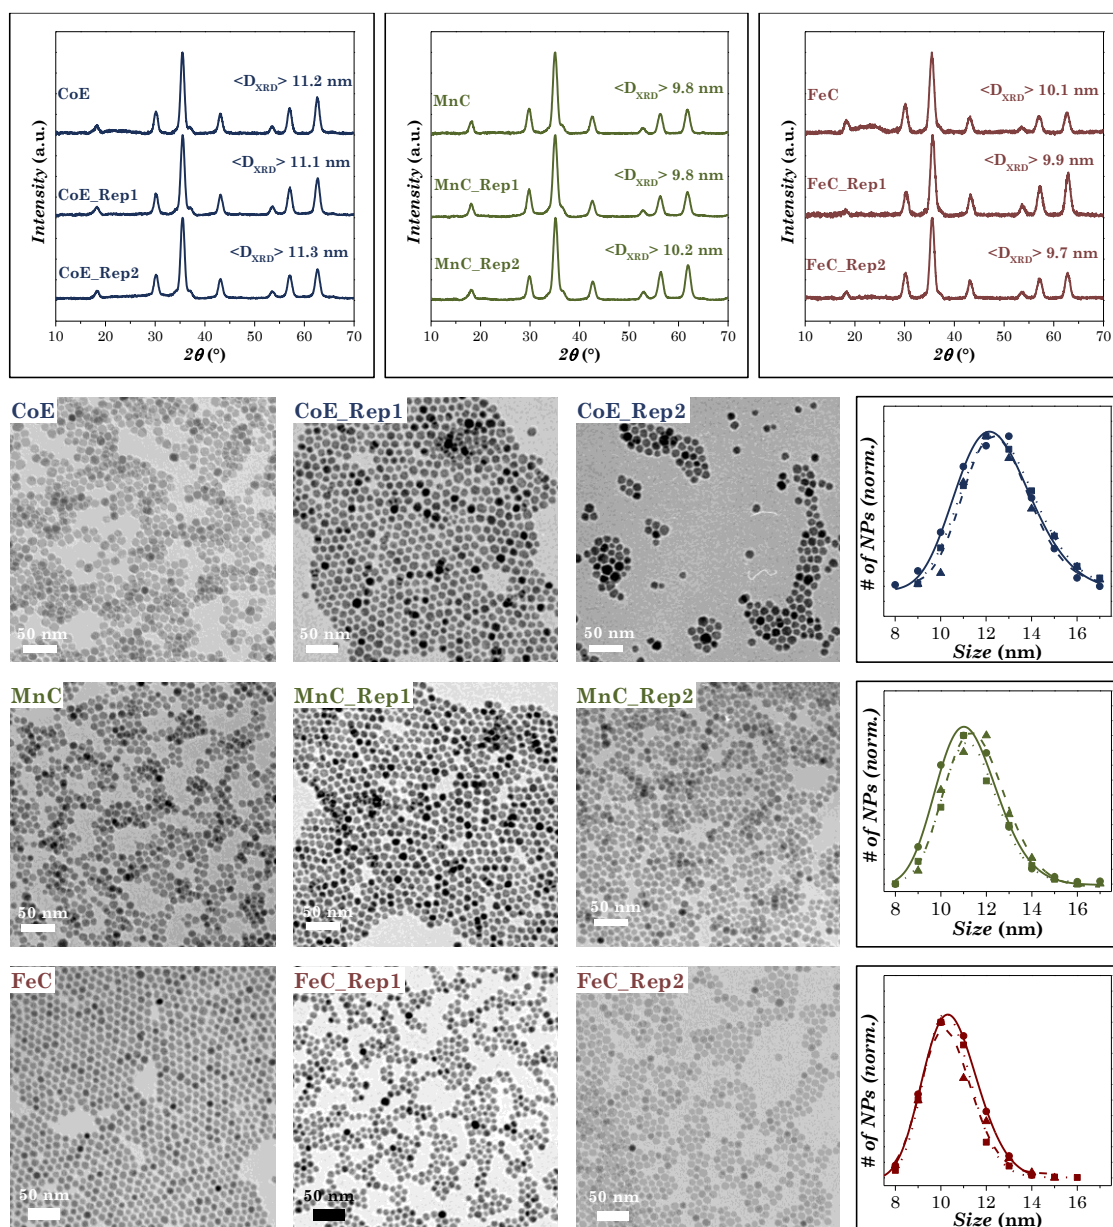 CoE
<D_XRD> 11.2 nm
CoE_Rep1
<D_XRD> 11.1 nm
CoE_Rep2
<D_XRD> 11.3 nm
Intensity (a.u.)
10 20 30 40 50 60 70
2θ (°)
MnC
<D_XRD> 9.8 nm
MnC_Rep1
<D_XRD> 9.8 nm
MnC_Rep2
<D_XRD> 10.2 nm
Intensity (a.u.)
10 20 30 40 50 60 70
2θ (°)
FeC
<D_XRD> 10.1 nm
FeC_Rep1
<D_XRD> 9.9 nm
FeC_Rep2
<D_XRD> 9.7 nm
Intensity (a.u.)
10 20 30 40 50 60 70
2θ (°)
CoE
50 nm
CoE_Rep1
50 nm
CoE_Rep2
50 nm
# of NPs (norm.)
8 10 12 14 16
Size (nm)
MnC
50 nm
MnC_Rep1
50 nm
MnC_Rep2
50 nm
# of NPs (norm.)
8 10 12 14 16
Size (nm)
FeC
50 nm
FeC_Rep1
50 nm
FeC_Rep2
50 nm
# of NPs (norm.)
8 10 12 14 16
Size (nm)